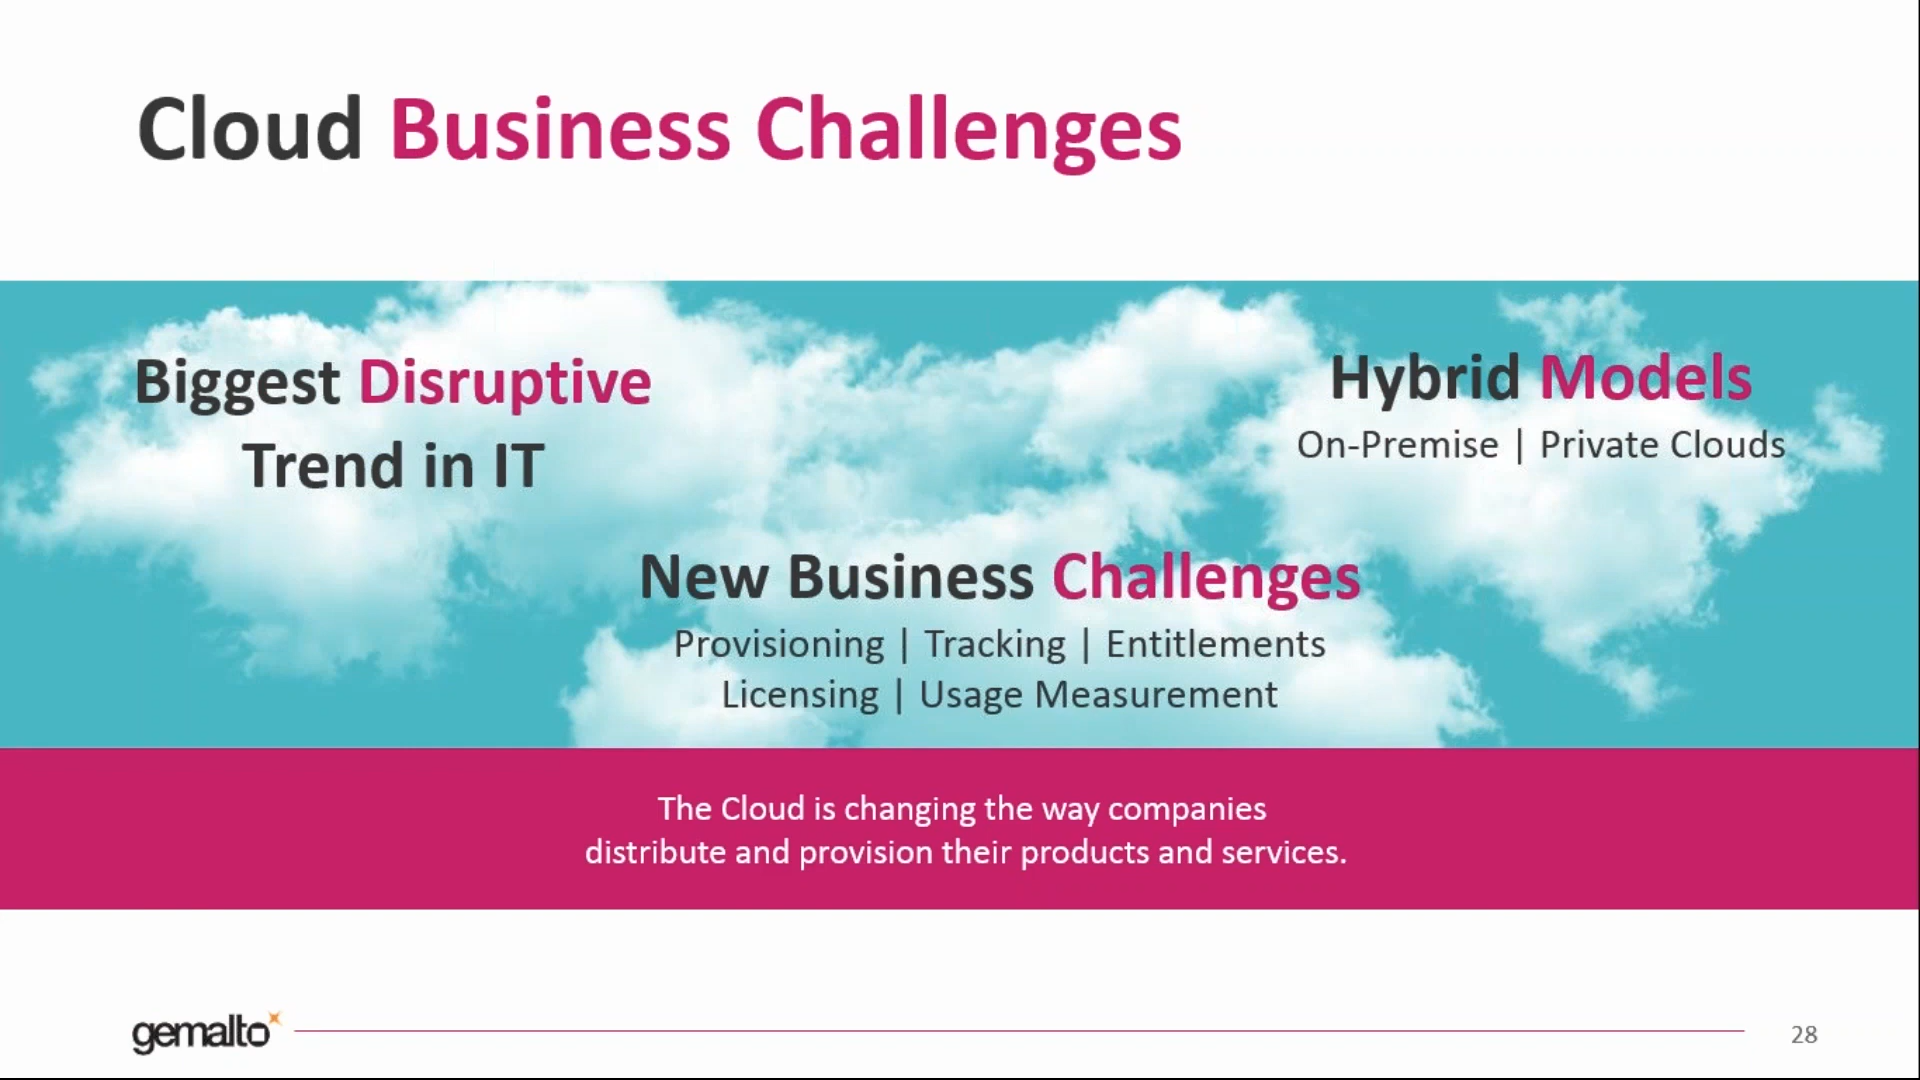 Cloud Business Challenges
Biggest Disruptive
Trend in IT
Hybrid Models
On-Premise | Private Clouds
New Business Challenges
Provisioning | Tracking | Entitlements
Licensing | Usage Measurement
The Cloud is changing the way companies
distribute and provision their products and services.
gemalto
28